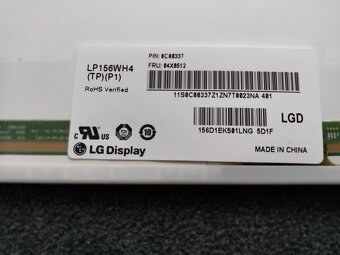 LP156WH4
(TP)(P1)
RoHS Verified
P/N: 0C00337
FRU: 04X0512
11S0C00337Z1ZN7T0023NA 401
156D1EK501LNG 5D1F
LGD
LG Display
MADE IN CHINA